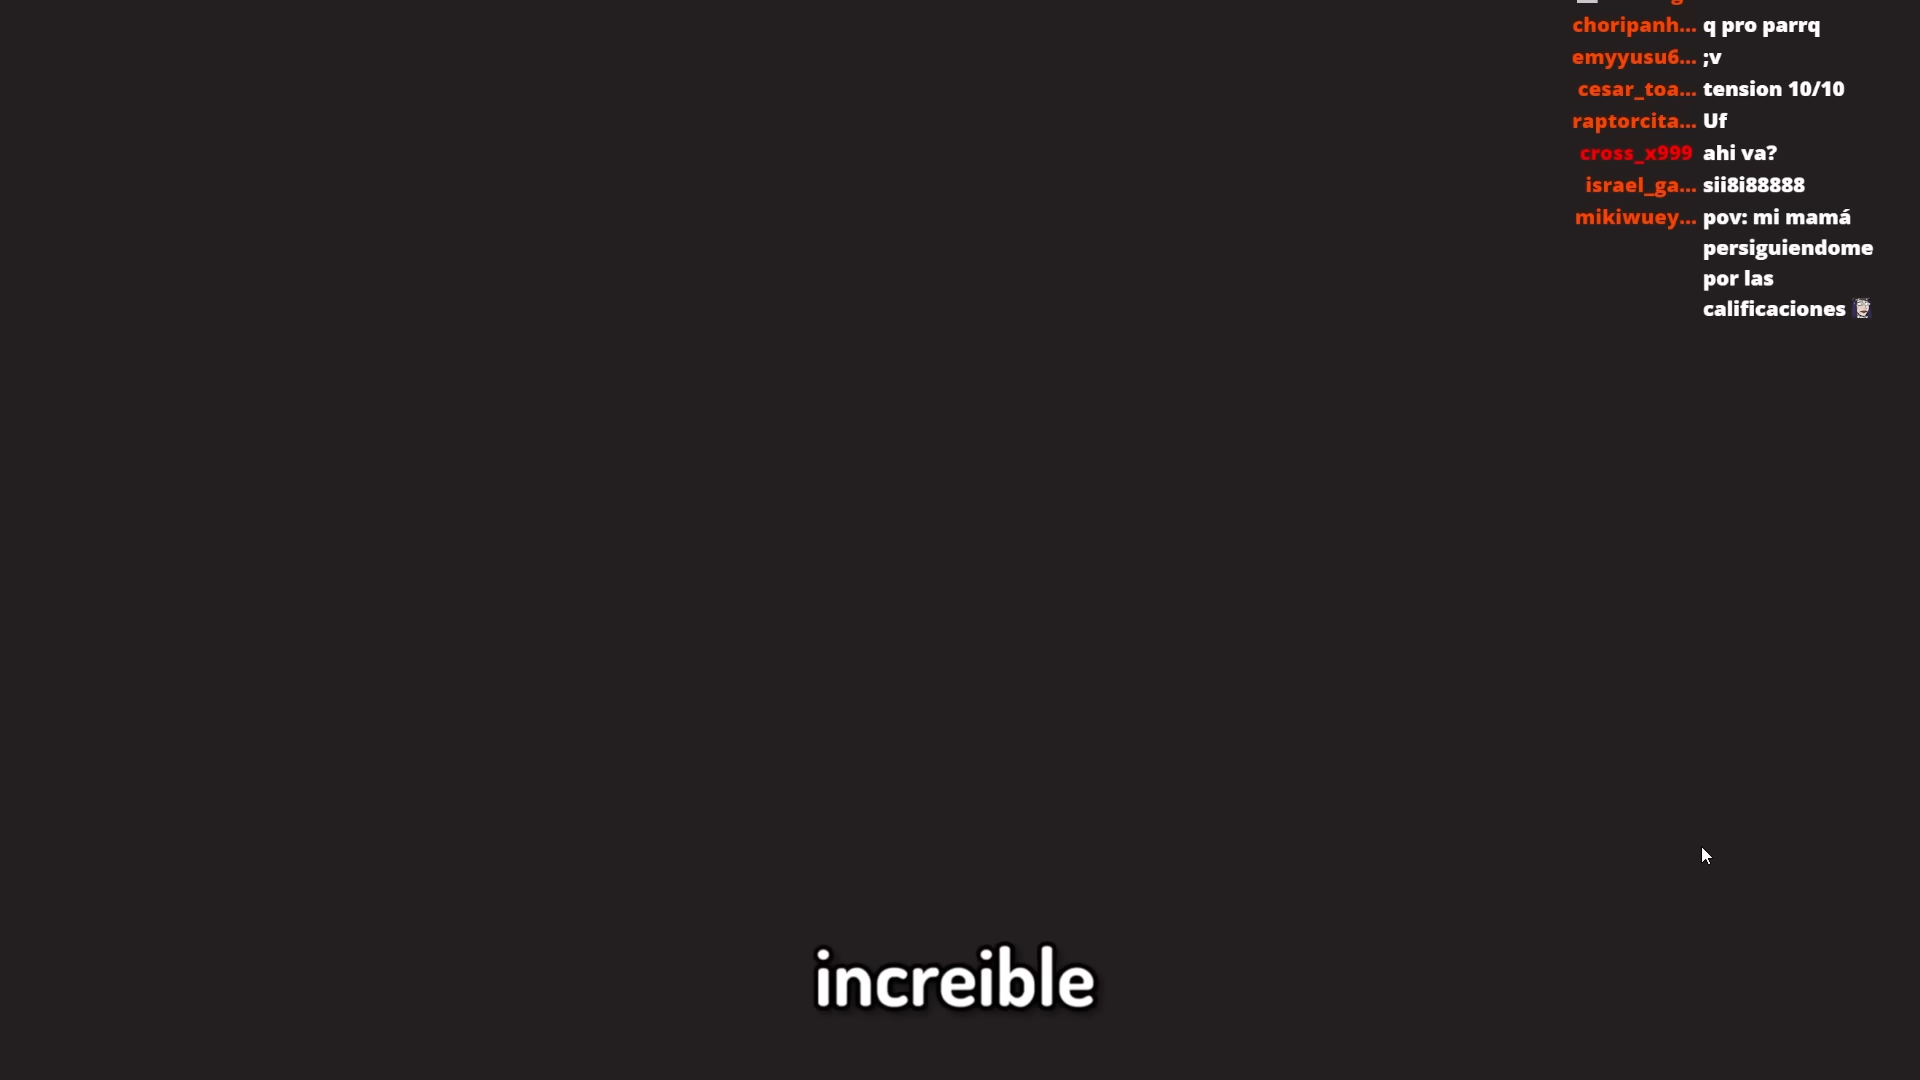 choripanh... q pro parrq
emyyusu6... ;v
cesar_toa... tension 10/10
raptorcita... Uf
cross_x999 ahi va?
israel_ga... sii8i88888
mikiwuey... pov: mi mamá
persiguiendome
por las
calificaciones
increible